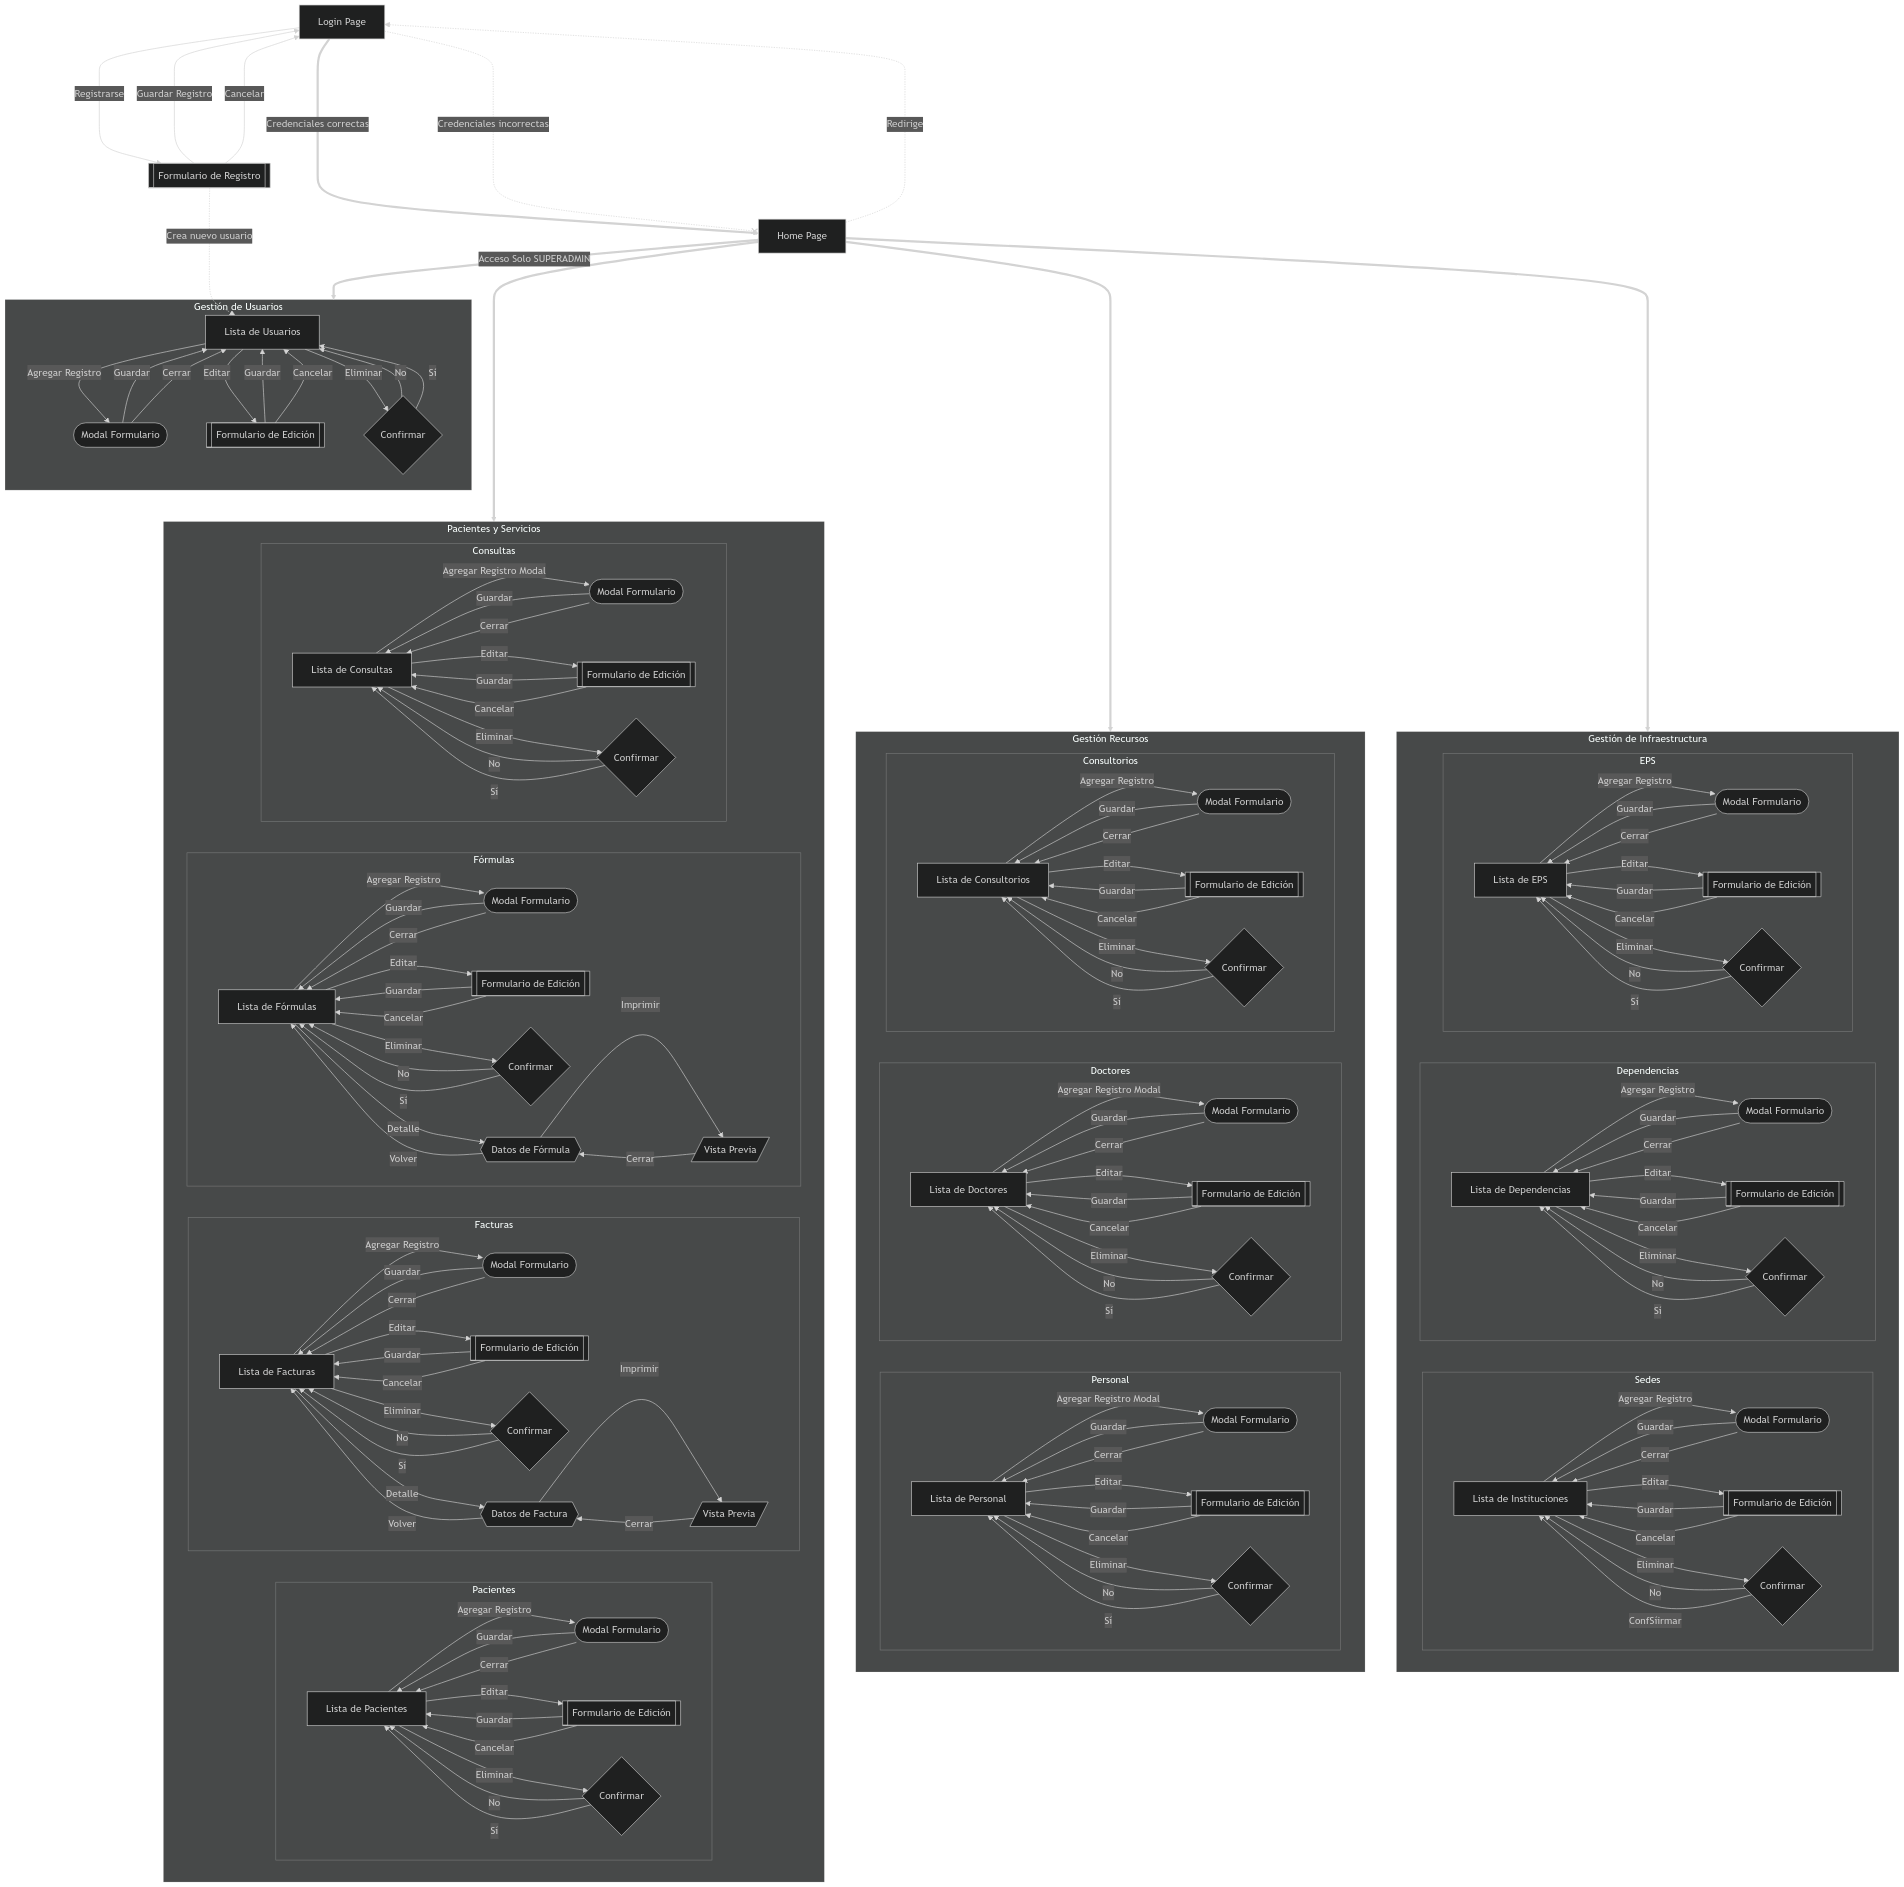 Login Page
Registrarse
Guardar Registro
Cancelar
Credenciales correctas
Credenciales incorrectas
Redirige
Formulario de Registro
Crea nuevo usuario
Home Page
Acceso Solo SUPERADMIN
Gestión de Usuarios
Lista de Usuarios
Agregar Registro
Guardar
Cerrar
Editar
Guardar
Cancelar
Eliminar
No
Si
Modal Formulario
Formulario de Edición
Confirmar
Pacientes y Servicios
Consultas
Agregar Registro Modal
Modal Formulario
Guardar
Cerrar
Editar
Lista de Consultas
Formulario de Edición
Guardar
Cancelar
Eliminar
Confirmar
No
Si
Fórmulas
Agregar Registro
Modal Formulario
Guardar
Cerrar
Editar
Formulario de Edición
Guardar
Lista de Fórmulas
Imprimir
Cancelar
Eliminar
Confirmar
No
Si
Detalle
Datos de Fórmula
Vista Previa
Volver
Cerrar
Facturas
Agregar Registro
Modal Formulario
Guardar
Cerrar
Editar
Formulario de Edición
Guardar
Lista de Facturas
Imprimir
Cancelar
Eliminar
Confirmar
No
Si
Detalle
Datos de Factura
Vista Previa
Volver
Cerrar
Pacientes
Agregar Registro
Modal Formulario
Guardar
Cerrar
Editar
Lista de Pacientes
Formulario de Edición
Guardar
Cancelar
Eliminar
Confirmar
No
Si
Gestión Recursos
Consultorios
Agregar Registro
Modal Formulario
Guardar
Cerrar
Editar
Lista de Consultorios
Formulario de Edición
Guardar
Cancelar
Eliminar
Confirmar
No
Si
Doctores
Agregar Registro Modal
Modal Formulario
Guardar
Cerrar
Editar
Lista de Doctores
Formulario de Edición
Guardar
Cancelar
Eliminar
Confirmar
No
Si
Personal
Agregar Registro Modal
Modal Formulario
Guardar
Cerrar
Editar
Lista de Personal
Formulario de Edición
Guardar
Cancelar
Eliminar
Confirmar
No
Si
Gestión de Infraestructura
EPS
Agregar Registro
Modal Formulario
Guardar
Cerrar
Editar
Lista de EPS
Formulario de Edición
Guardar
Cancelar
Eliminar
Confirmar
No
Si
Dependencias
Agregar Registro
Modal Formulario
Guardar
Cerrar
Editar
Lista de Dependencias
Formulario de Edición
Guardar
Cancelar
Eliminar
Confirmar
No
Si
Sedes
Agregar Registro
Modal Formulario
Guardar
Cerrar
Editar
Lista de Instituciones
Formulario de Edición
Guardar
Cancelar
Eliminar
Confirmar
No
ConfSiirmar